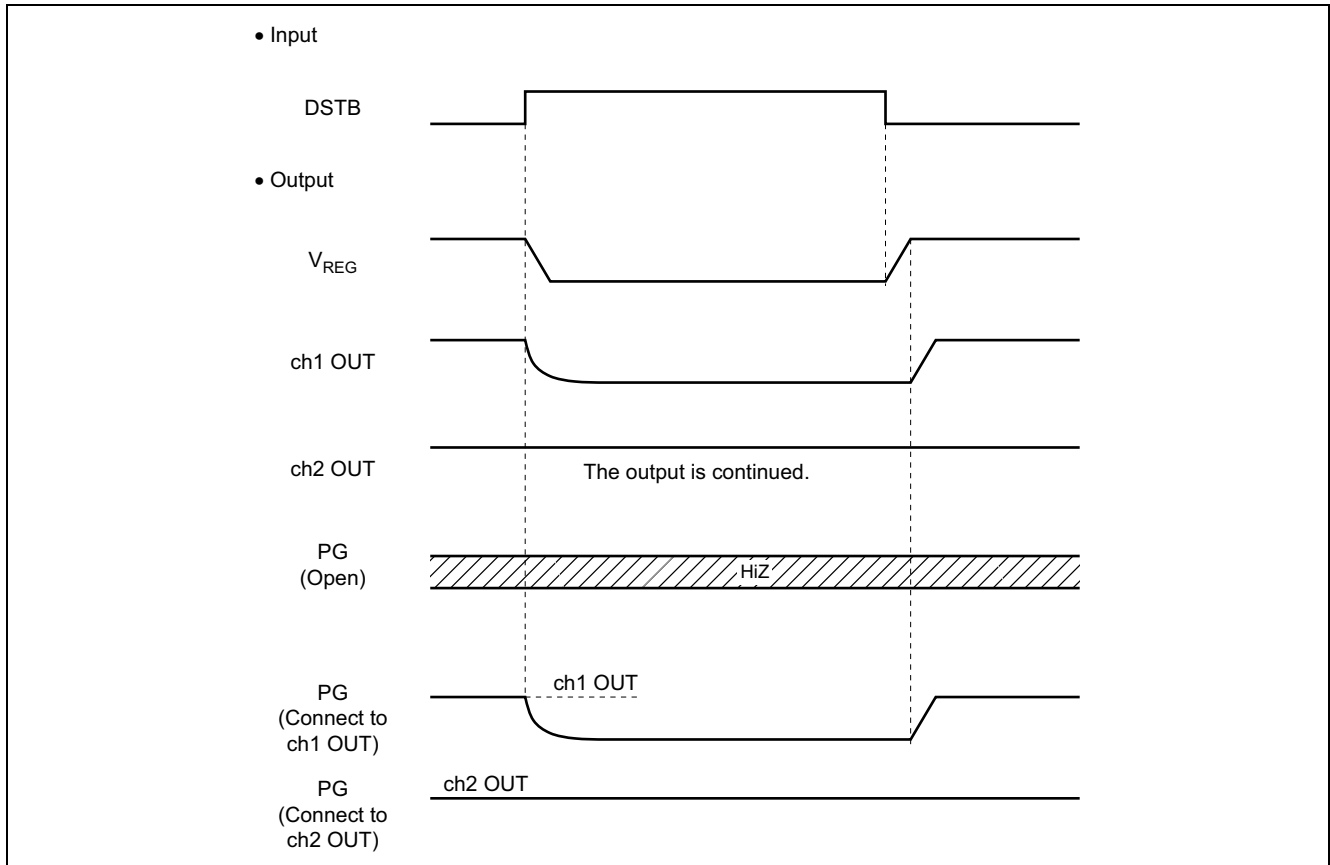 • Input
DSTB
• Output
VREG
ch1 OUT
ch2 OUT
The output is continued.
PG
(Open)
HiZ
ch1 OUT
PG
(Connect to
ch1 OUT)
ch2 OUT
PG
(Connect to
ch2 OUT)